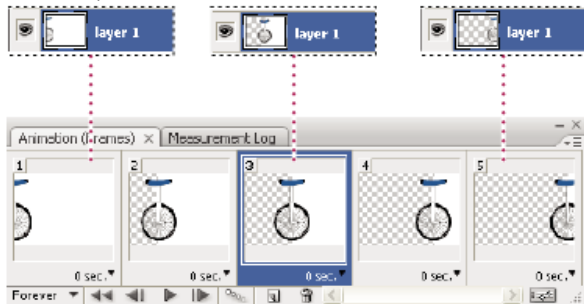 layer 1 layer 1 layer 1
Animation (Frames) × Measurement Log
1 2 3 4 5
0 sec. 0 sec. 0 sec. 0 sec. 0 sec.
Forever